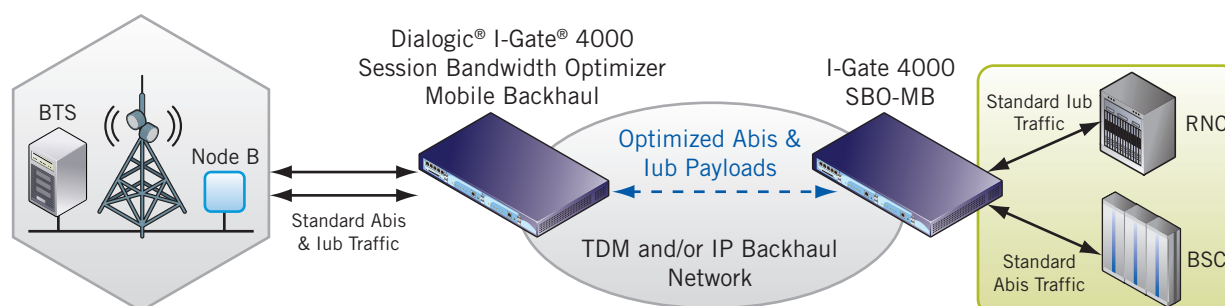 BTS
Node B
Standard Abis
& Iub Traffic
Dialogic® I-Gate® 4000
Session Bandwidth Optimizer
Mobile Backhaul
Optimized Abis &
Iub Payloads
TDM and/or IP Backhaul
Network
I-Gate 4000
SBO-MB
Standard Iub
Traffic
RNC
Standard
Abis Traffic
BSC